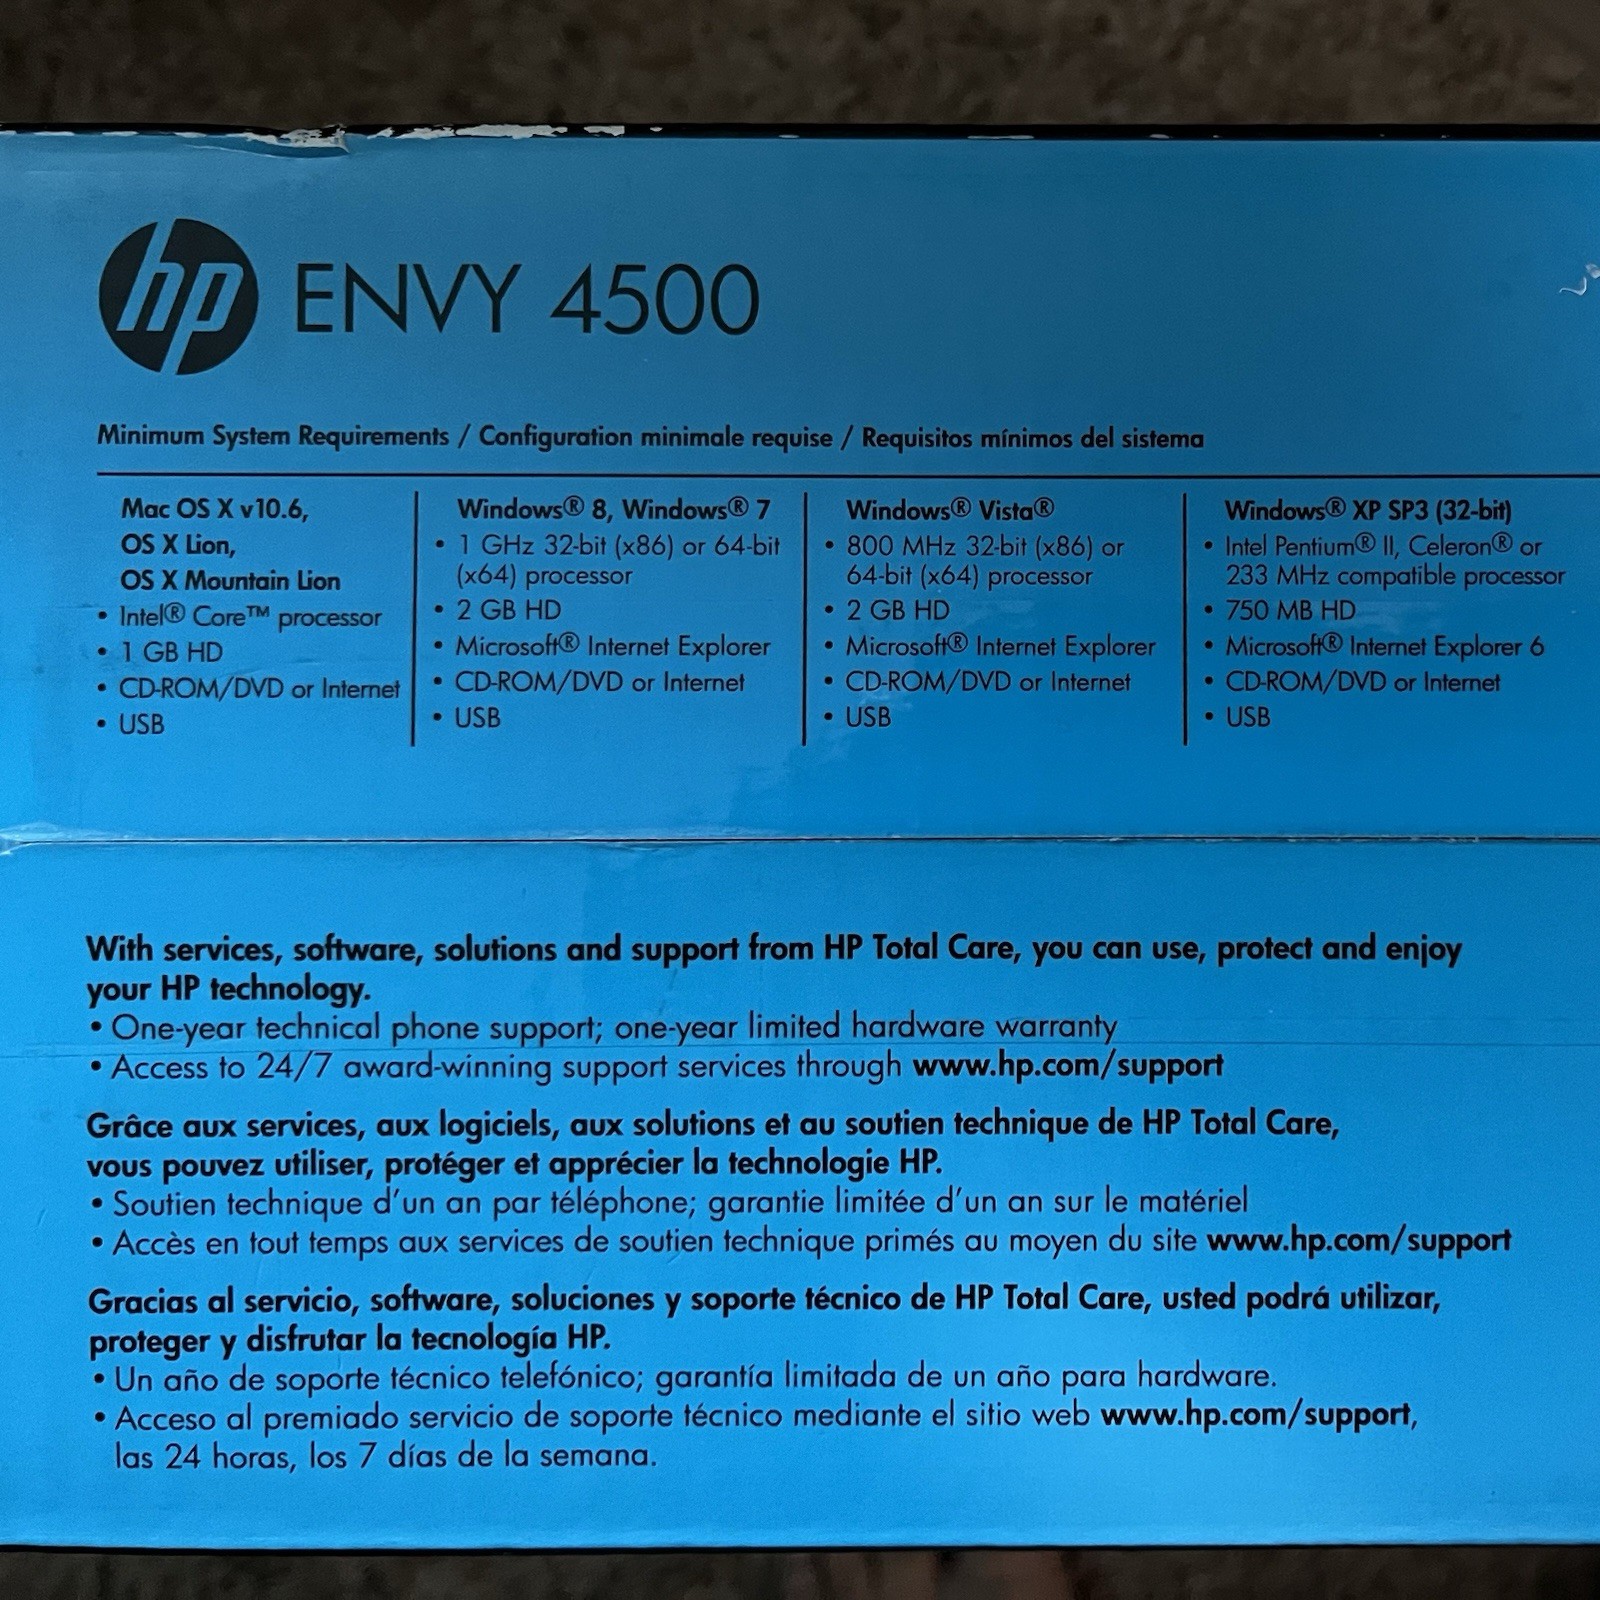 hp ENVY 4500
Minimum System Requirements / Configuration minimale requise / Requisitos mínimos del sistema
Mac OS X v10.6,
OS X Lion,
OS X Mountain Lion
• Intel® Core™ processor
• 1 GB HD
• CD-ROM/DVD or Internet
• USB
Windows® 8, Windows® 7
• 1 GHz 32-bit (x86) or 64-bit
(x64) processor
• 2 GB HD
• Microsoft® Internet Explorer
• CD-ROM/DVD or Internet
• USB
Windows® Vista®
• 800 MHz 32-bit (x86) or
64-bit (x64) processor
• 2 GB HD
• Microsoft® Internet Explorer
• CD-ROM/DVD or Internet
• USB
Windows® XP SP3 (32-bit)
• Intel Pentium® II, Celeron® or
233 MHz compatible processor
• 750 MB HD
• Microsoft® Internet Explorer 6
• CD-ROM/DVD or Internet
• USB
With services, software, solutions and support from HP Total Care, you can use, protect and enjoy
your HP technology.
• One-year technical phone support; one-year limited hardware warranty
• Access to 24/7 award-winning support services through www.hp.com/support
Grâce aux services, aux logiciels, aux solutions et au soutien technique de HP Total Care,
vous pouvez utiliser, protéger et apprécier la technologie HP.
• Soutien technique d'un an par téléphone; garantie limitée d'un an sur le matériel
• Accès en tout temps aux services de soutien technique primés au moyen du site www.hp.com/support
Gracias al servicio, software, soluciones y soporte técnico de HP Total Care, usted podrá utilizar,
proteger y disfrutar la tecnología HP.
• Un año de soporte técnico telefónico; garantía limitada de un año para hardware.
• Acceso al premiado servicio de soporte técnico mediante el sitio web www.hp.com/support,
las 24 horas, los 7 días de la semana.